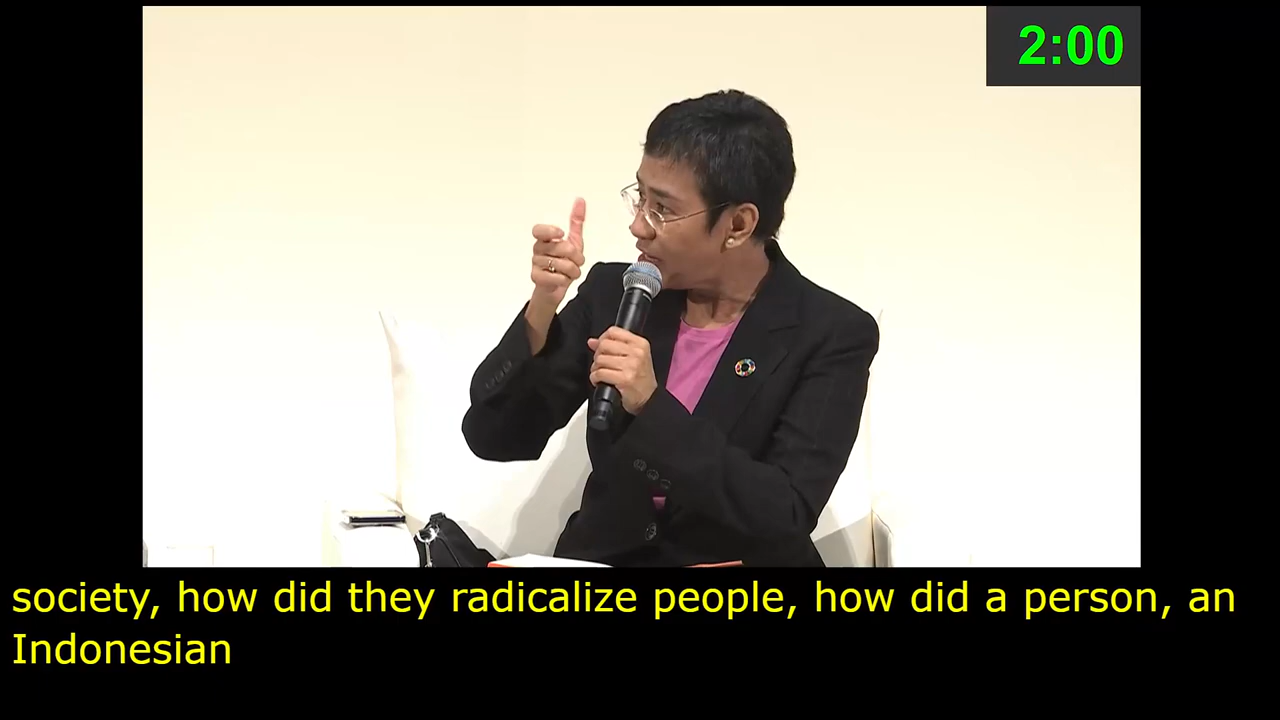 2:00
society, how did they radicalize people, how did a person, an
Indonesian